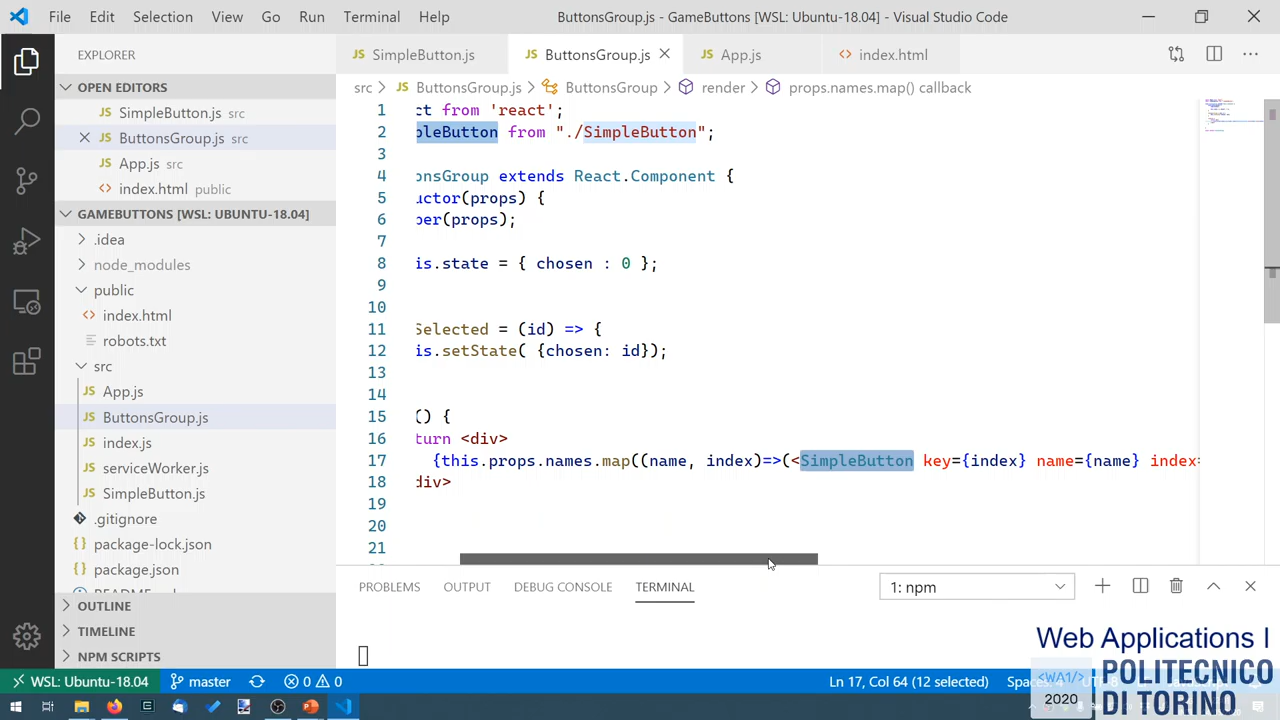 File Edit Selection View Go Run Terminal Help ButtonsGroup.js - GameButtons [WSL: Ubuntu-18.04] - Visual Studio Code
EXPLORER
OPEN EDITORS
SimpleButton.js src
ButtonsGroup.js src
App.js src
index.html public
GAMEBUTTONS [WSL: UBUNTU-18.04]
.idea
node_modules
public
index.html
robots.txt
src
App.js
ButtonsGroup.js
index.js
serviceWorker.js
SimpleButton.js
.gitignore
package-lock.json
package.json
OUTLINE
TIMELINE
NPM SCRIPTS
SimpleButton.js ButtonsGroup.js App.js index.html
src > ButtonsGroup.js > ButtonsGroup > render > props.names.map() callback
1 ct from 'react';
2 pleButton from "./SimpleButton";
3
4 onsGroup extends React.Component {
5 uctor(props) {
6 per(props);
7
8 is.state = { chosen : 0 };
9
10
11 Selected = (id) => {
12 is.setState( {chosen: id});
13
14
15 () {
16 turn <div>
17 {this.props.names.map((name, index)=>(<SimpleButton key={index} name={name} index=
18 div>
19
20
21
PROBLEMS OUTPUT DEBUG CONSOLE TERMINAL 1: npm
WSL: Ubuntu-18.04 master 0 0 Ln 17, Col 64 (12 selected)
Web Applications I
<WA1/>
2020
POLITECNICO
DI TORINO